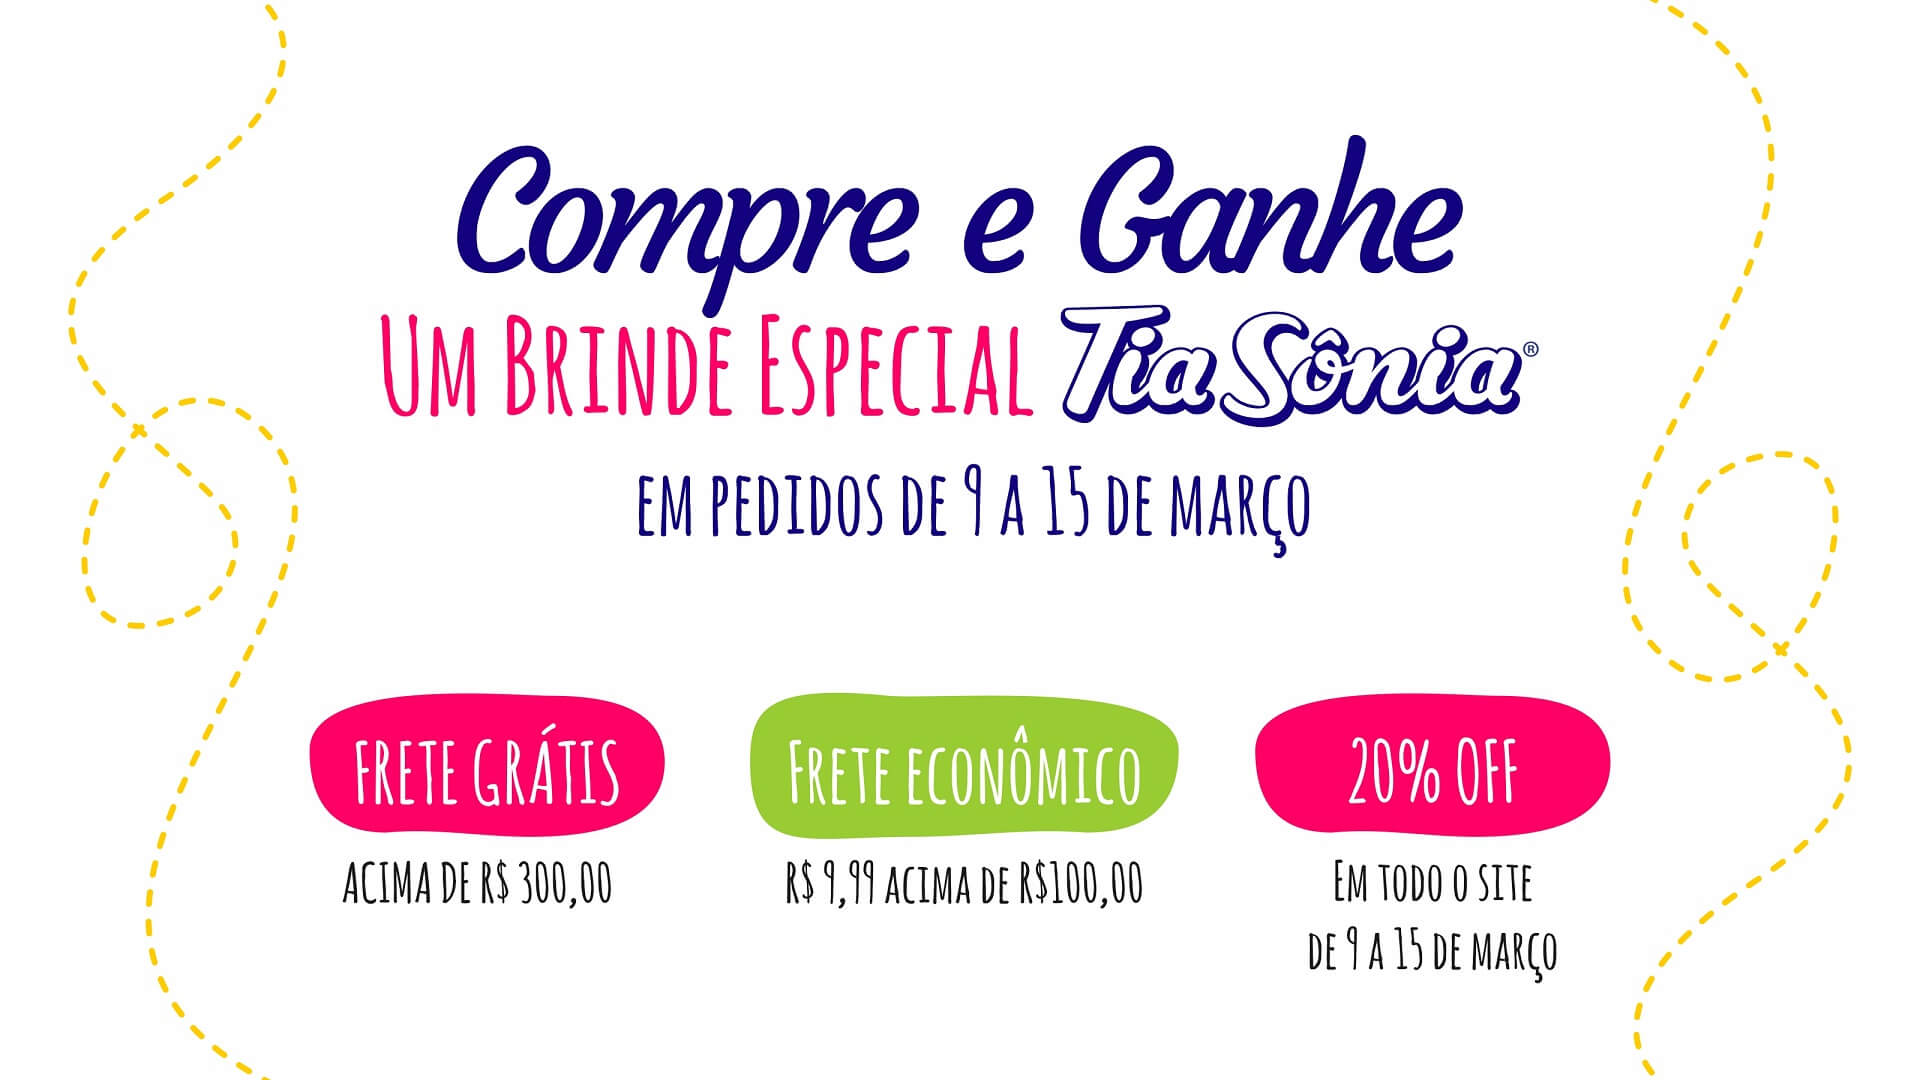 Compre e Ganhe
Um Brinde Especial Tia Sônia®
em pedidos de 9 a 15 de março
FRETE GRÁTIS
ACIMA DE R$ 300,00
Frete econômico
R$ 9,99 acima de R$100,00
20% OFF
Em todo o site
de 9 a 15 de março